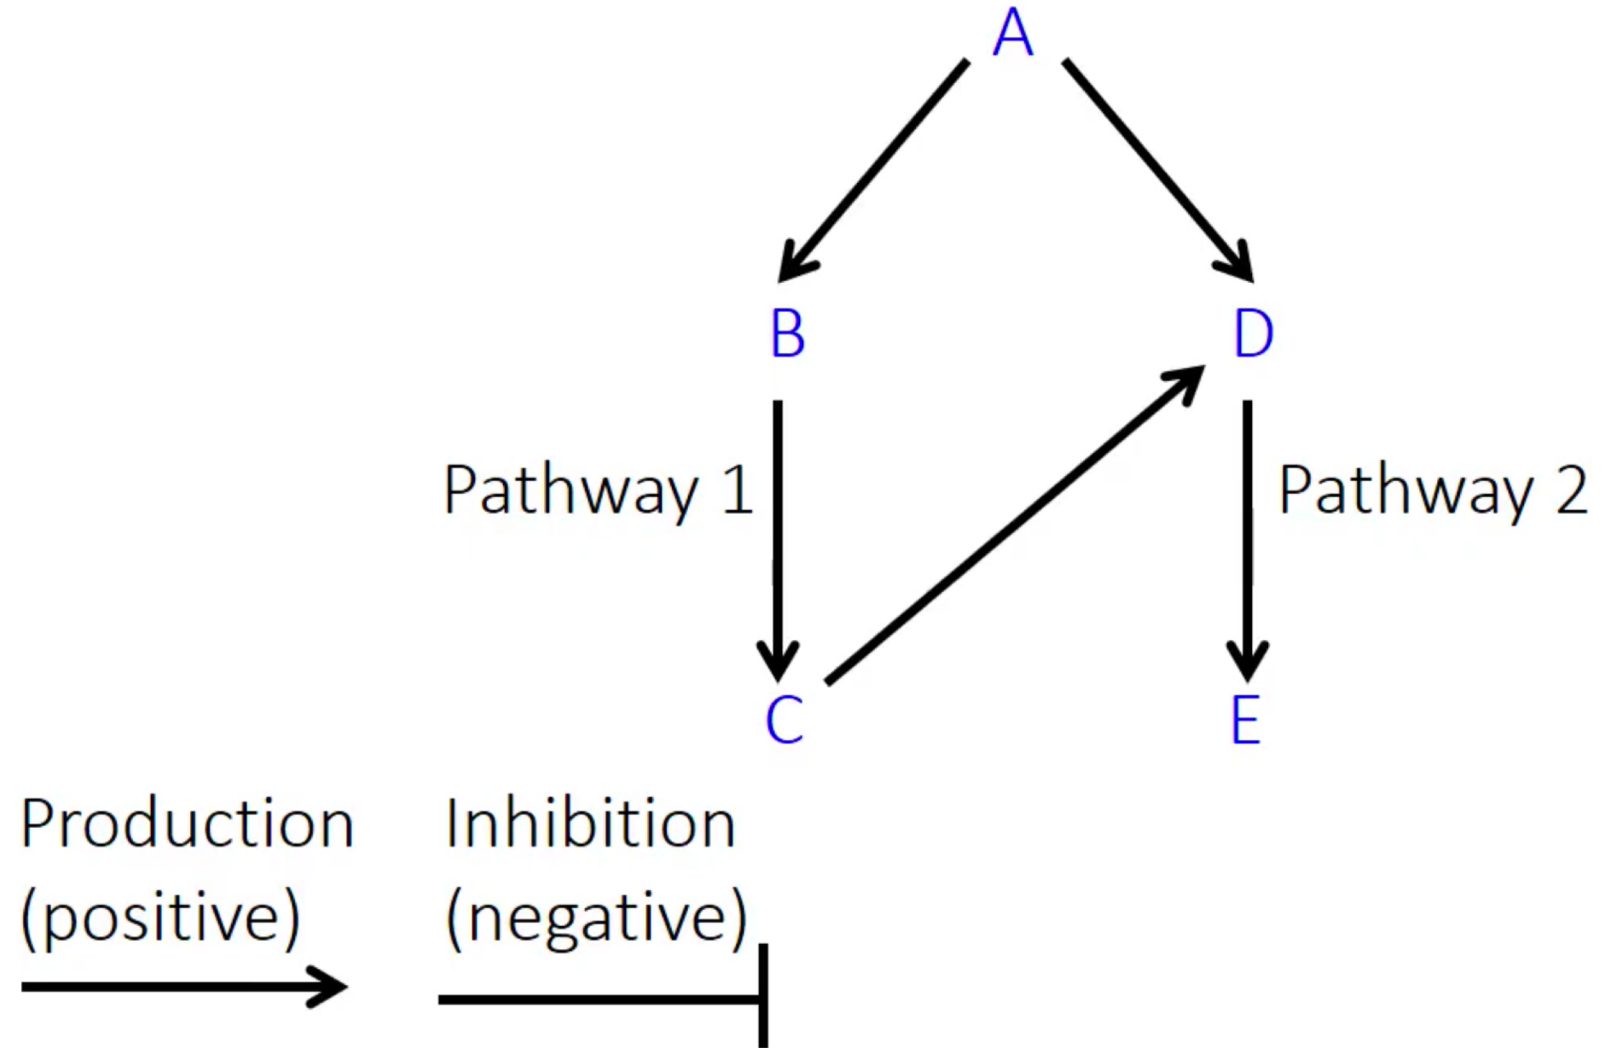 A
B
D
Pathway 1
Pathway 2
C
E
Production
(positive)
Inhibition
(negative)